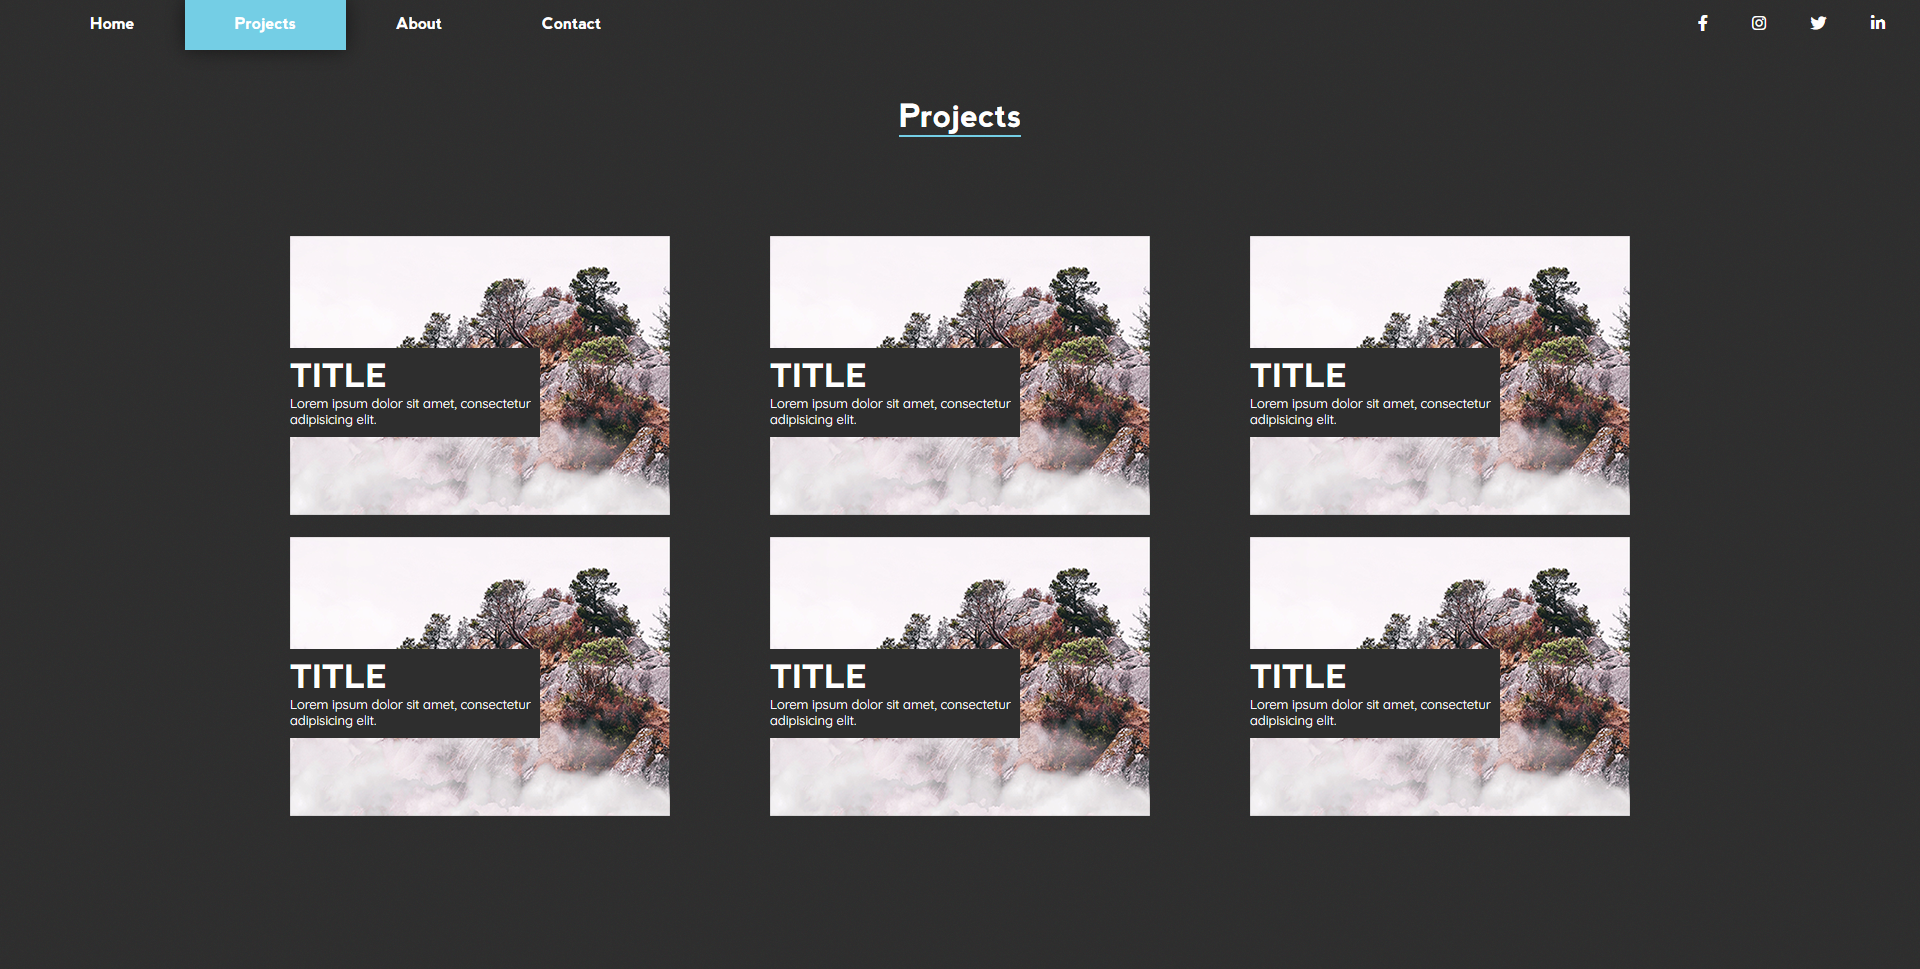 Home Projects About Contact
Projects
TITLE
Lorem ipsum dolor sit amet, consectetur
adipisicing elit.
TITLE
Lorem ipsum dolor sit amet, consectetur
adipisicing elit.
TITLE
Lorem ipsum dolor sit amet, consectetur
adipisicing elit.
TITLE
Lorem ipsum dolor sit amet, consectetur
adipisicing elit.
TITLE
Lorem ipsum dolor sit amet, consectetur
adipisicing elit.
TITLE
Lorem ipsum dolor sit amet, consectetur
adipisicing elit.